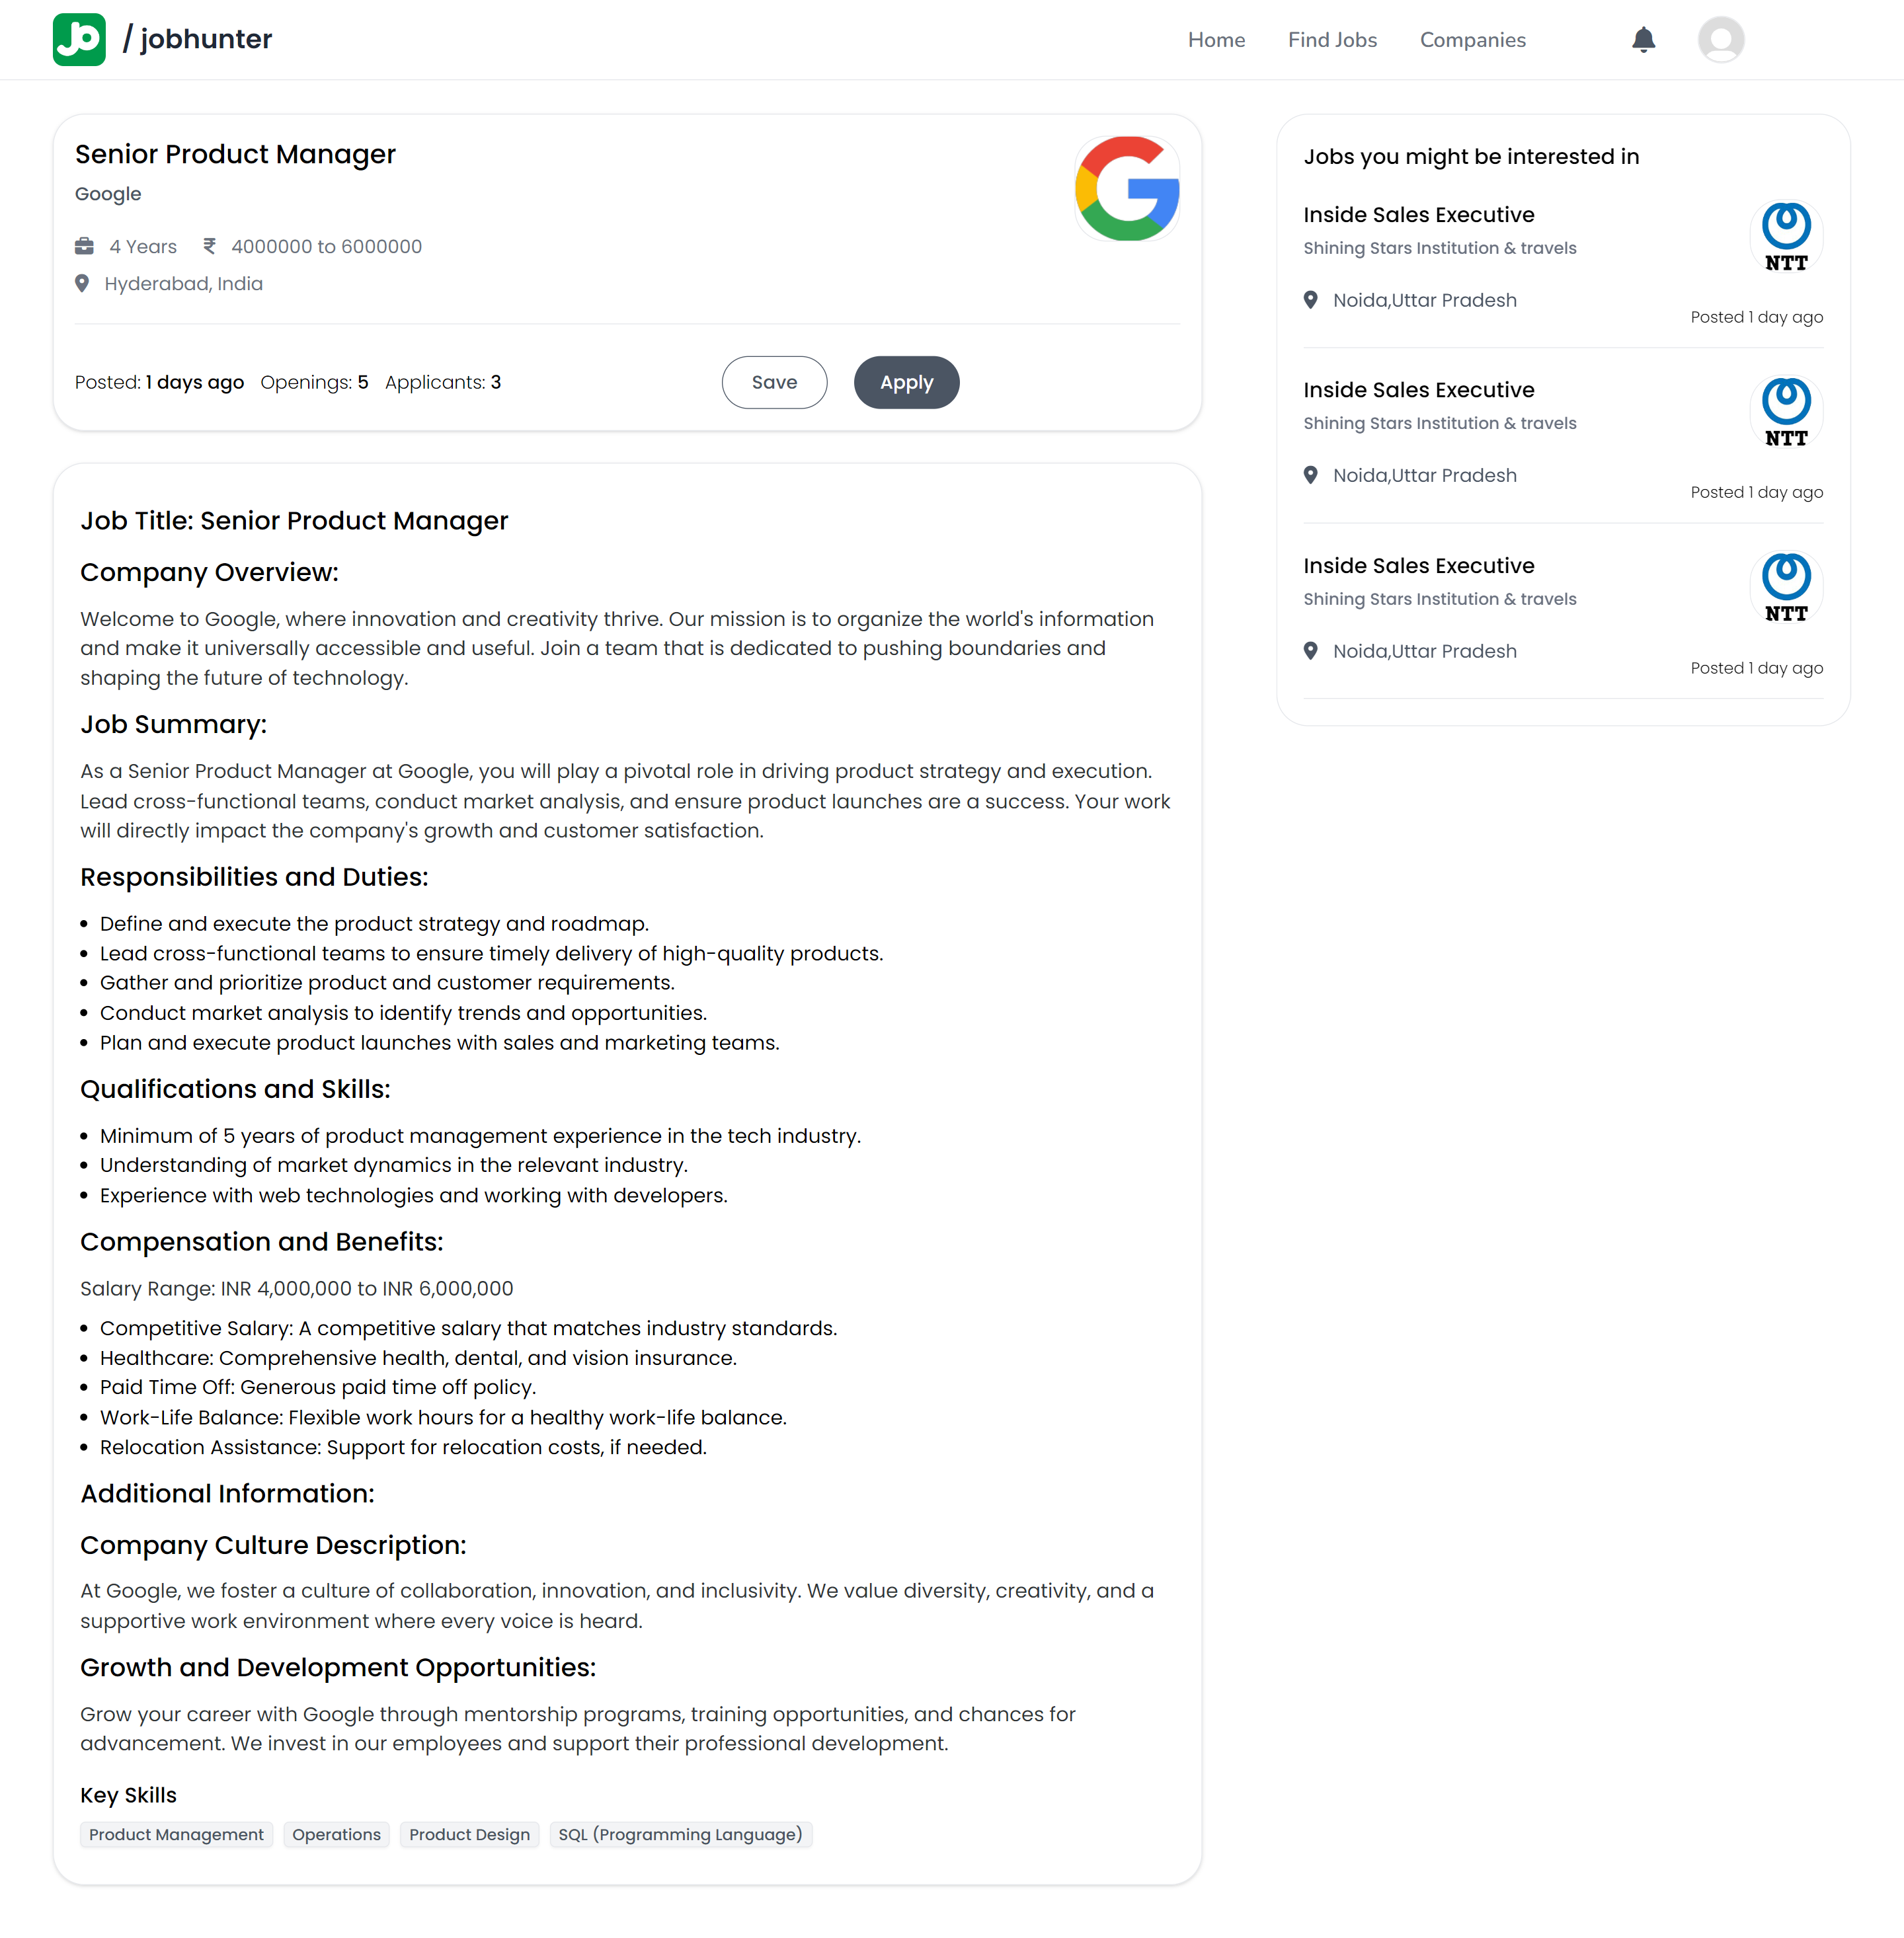 jo / jobhunter
Home Find Jobs Companies
Senior Product Manager
Google
4 Years ₹ 4000000 to 6000000
Hyderabad, India
Posted: 1 days ago Openings: 5 Applicants: 3
Save Apply
Job Title: Senior Product Manager
Company Overview:
Welcome to Google, where innovation and creativity thrive. Our mission is to organize the world's information
and make it universally accessible and useful. Join a team that is dedicated to pushing boundaries and
shaping the future of technology.
Job Summary:
As a Senior Product Manager at Google, you will play a pivotal role in driving product strategy and execution.
Lead cross-functional teams, conduct market analysis, and ensure product launches are a success. Your work
will directly impact the company's growth and customer satisfaction.
Responsibilities and Duties:
• Define and execute the product strategy and roadmap.
• Lead cross-functional teams to ensure timely delivery of high-quality products.
• Gather and prioritize product and customer requirements.
• Conduct market analysis to identify trends and opportunities.
• Plan and execute product launches with sales and marketing teams.
Qualifications and Skills:
• Minimum of 5 years of product management experience in the tech industry.
• Understanding of market dynamics in the relevant industry.
• Experience with web technologies and working with developers.
Compensation and Benefits:
Salary Range: INR 4,000,000 to INR 6,000,000
• Competitive Salary: A competitive salary that matches industry standards.
• Healthcare: Comprehensive health, dental, and vision insurance.
• Paid Time Off: Generous paid time off policy.
• Work-Life Balance: Flexible work hours for a healthy work-life balance.
• Relocation Assistance: Support for relocation costs, if needed.
Additional Information:
Company Culture Description:
At Google, we foster a culture of collaboration, innovation, and inclusivity. We value diversity, creativity, and a
supportive work environment where every voice is heard.
Growth and Development Opportunities:
Grow your career with Google through mentorship programs, training opportunities, and chances for
advancement. We invest in our employees and support their professional development.
Key Skills
Product Management Operations Product Design SQL (Programming Language)
Jobs you might be interested in
Inside Sales Executive
Shining Stars Institution & travels
NTT
Noida,Uttar Pradesh
Posted 1 day ago
Inside Sales Executive
Shining Stars Institution & travels
NTT
Noida,Uttar Pradesh
Posted 1 day ago
Inside Sales Executive
Shining Stars Institution & travels
NTT
Noida,Uttar Pradesh
Posted 1 day ago